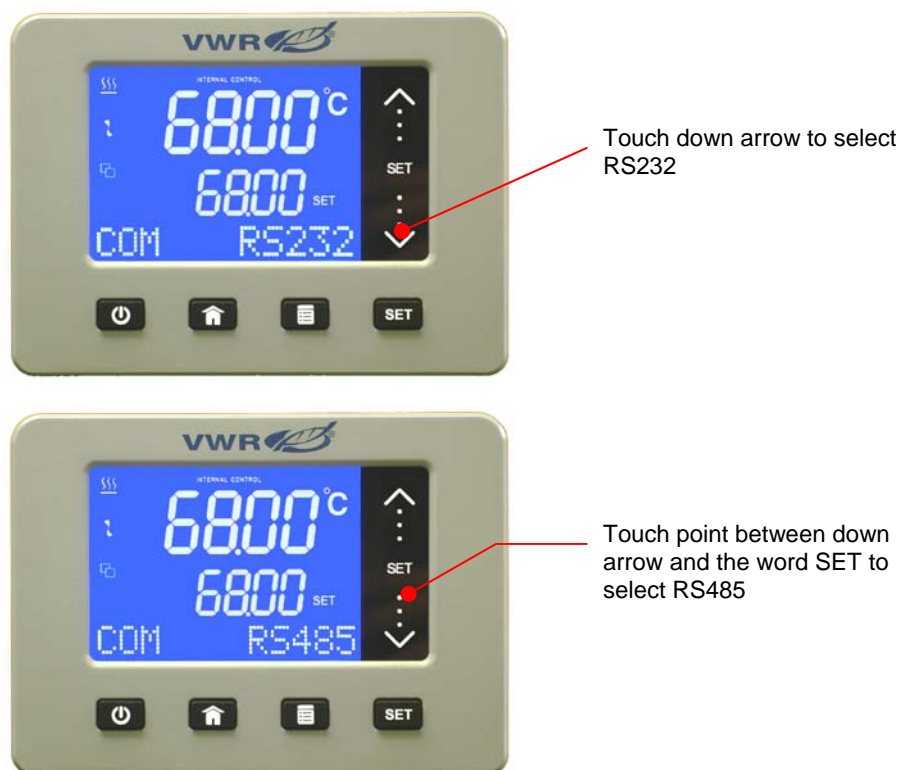 VWR
INTERNAL CONTROL
68.00 °C
SET
68.00 SET
COM RS232
SET
Touch down arrow to select
RS232
VWR
INTERNAL CONTROL
68.00 °C
SET
68.00 SET
COM RS485
SET
Touch point between down
arrow and the word SET to
select RS485